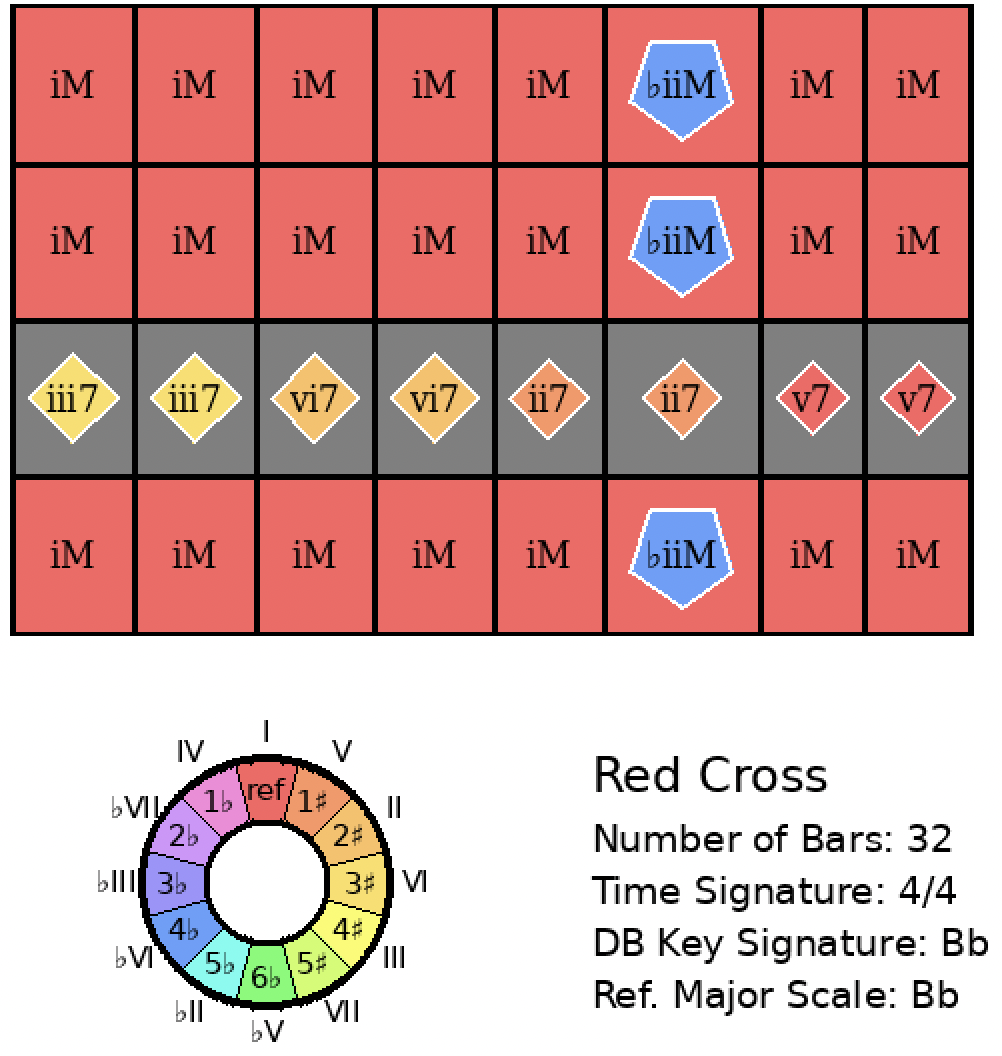 iM iM iM iM iM ♭iiM iM iM
iM iM iM iM iM ♭iiM iM iM
iii7 iii7 vi7 vi7 ii7 ii7 v7 v7
iM iM iM iM iM ♭iiM iM iM
I
IV V
ref
1♭ 1♯
♭VII II
2♭ 2♯
♭III 3♭ 3♯ VI
4♭ 4♯
♭VI III
5♭ 5♯
6♭
♭II VII
♭V
Red Cross
Number of Bars: 32
Time Signature: 4/4
DB Key Signature: Bb
Ref. Major Scale: Bb